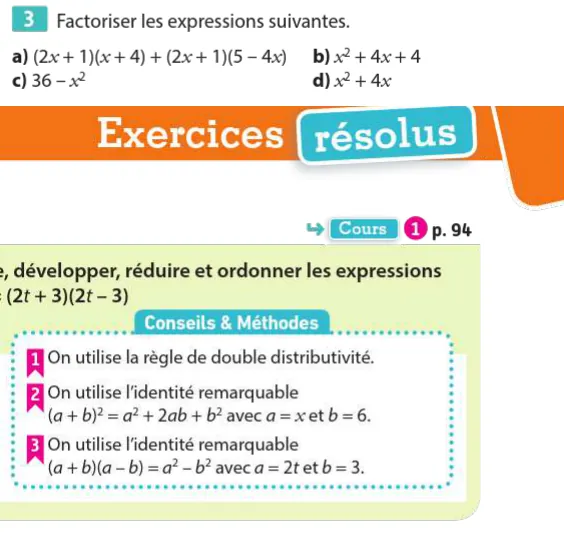 3 Factoriser les expressions suivantes.
a) (2x + 1)(x + 4) + (2x + 1)(5 – 4x) b) x² + 4x + 4
c) 36 – x² d) x² + 4x
Exercices résolus
Cours 1 p. 94
, développer, réduire et ordonner les expressions
(2t + 3)(2t – 3)
Conseils & Méthodes
1 On utilise la règle de double distributivité.
2 On utilise l'identité remarquable
(a + b)² = a² + 2ab + b² avec a = x et b = 6.
3 On utilise l'identité remarquable
(a + b)(a – b) = a² – b² avec a = 2t et b = 3.